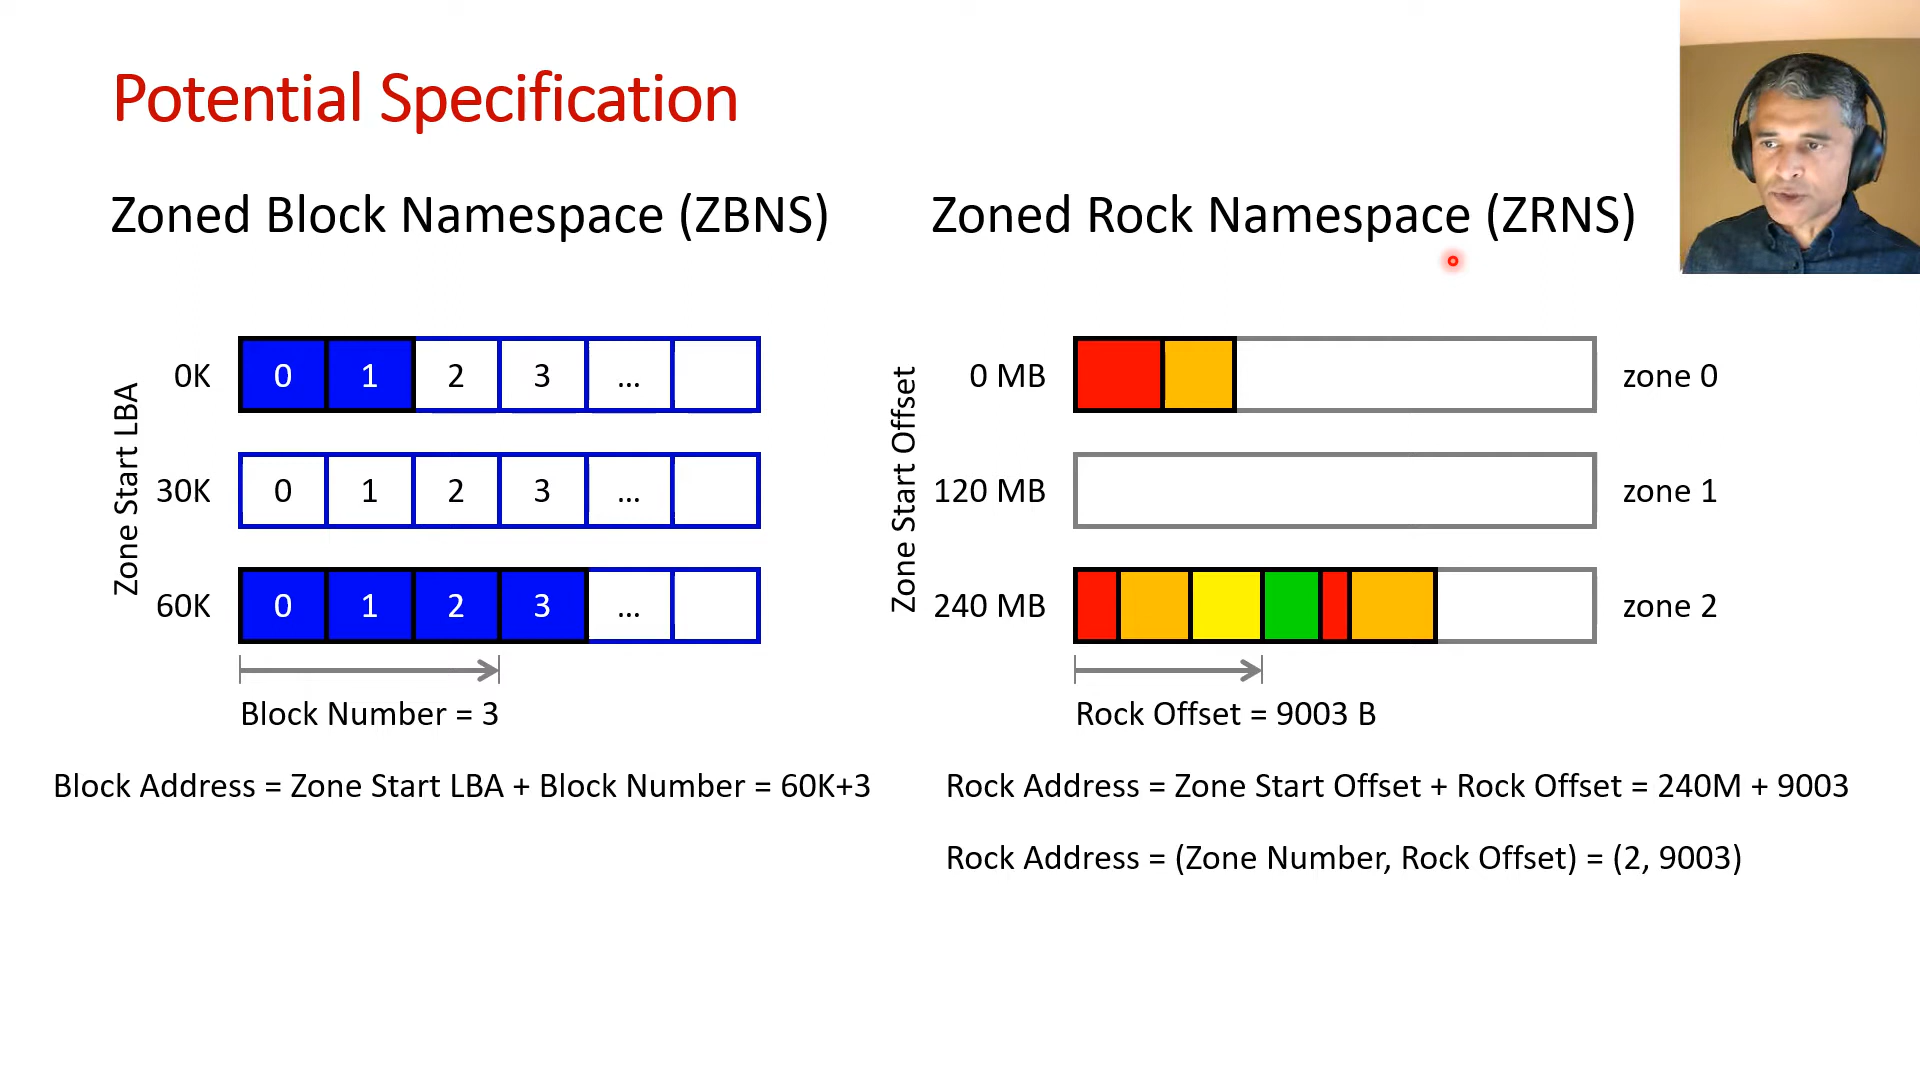 Potential Specification
Zoned Block Namespace (ZBNS)
Zone Start LBA
0K 0 1 2 3 ...
30K 0 1 2 3 ...
60K 0 1 2 3 ...
Block Number = 3
Block Address = Zone Start LBA + Block Number = 60K+3
Zoned Rock Namespace (ZRNS)
Zone Start Offset
0 MB zone 0
120 MB zone 1
240 MB zone 2
Rock Offset = 9003 B
Rock Address = Zone Start Offset + Rock Offset = 240M + 9003
Rock Address = (Zone Number, Rock Offset) = (2, 9003)